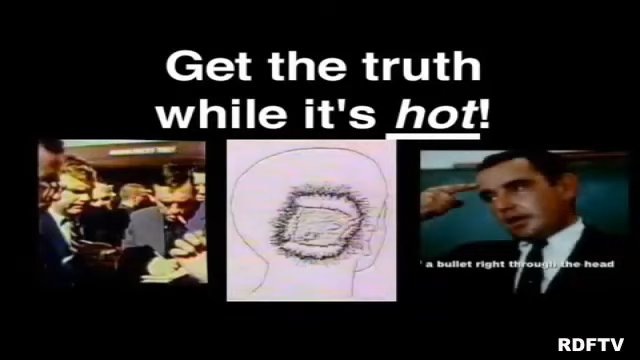 Get the truth
while it's hot!
' a bullet right through the head
RDFTV